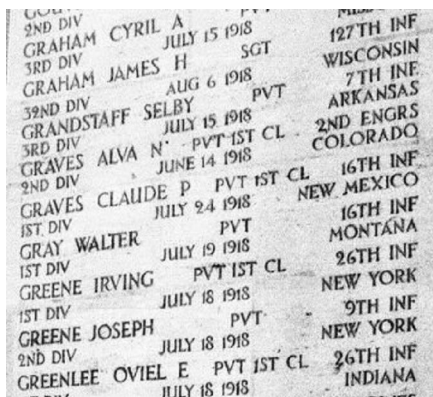 2ND DIV
GRAHAM CYRIL A PVT
3RD DIV JULY 15 1918
GRAHAM JAMES H SGT 127TH INF
32ND DIV AUG 6 1918 WISCONSIN
GRANDSTAFF SELBY PVT 7TH INF
3RD DIV JULY 15 1918 ARKANSAS
GRAVES ALVA N PVT 1ST CL 2ND ENGRS
2ND DIV JUNE 14 1918 COLORADO
GRAVES CLAUDE P PVT 1ST CL 16TH INF
1ST DIV JULY 24 1918 NEW MEXICO
GRAY WALTER PVT 16TH INF
1ST DIV JULY 19 1918 MONTANA
GREENE IRVING PVT 1ST CL 26TH INF
1ST DIV JULY 18 1918 NEW YORK
GREENE JOSEPH PVT 9TH INF
2ND DIV JULY 18 1918 NEW YORK
GREENLEE OVIEL E PVT 1ST CL 26TH INF
JULY 18 1918 INDIANA